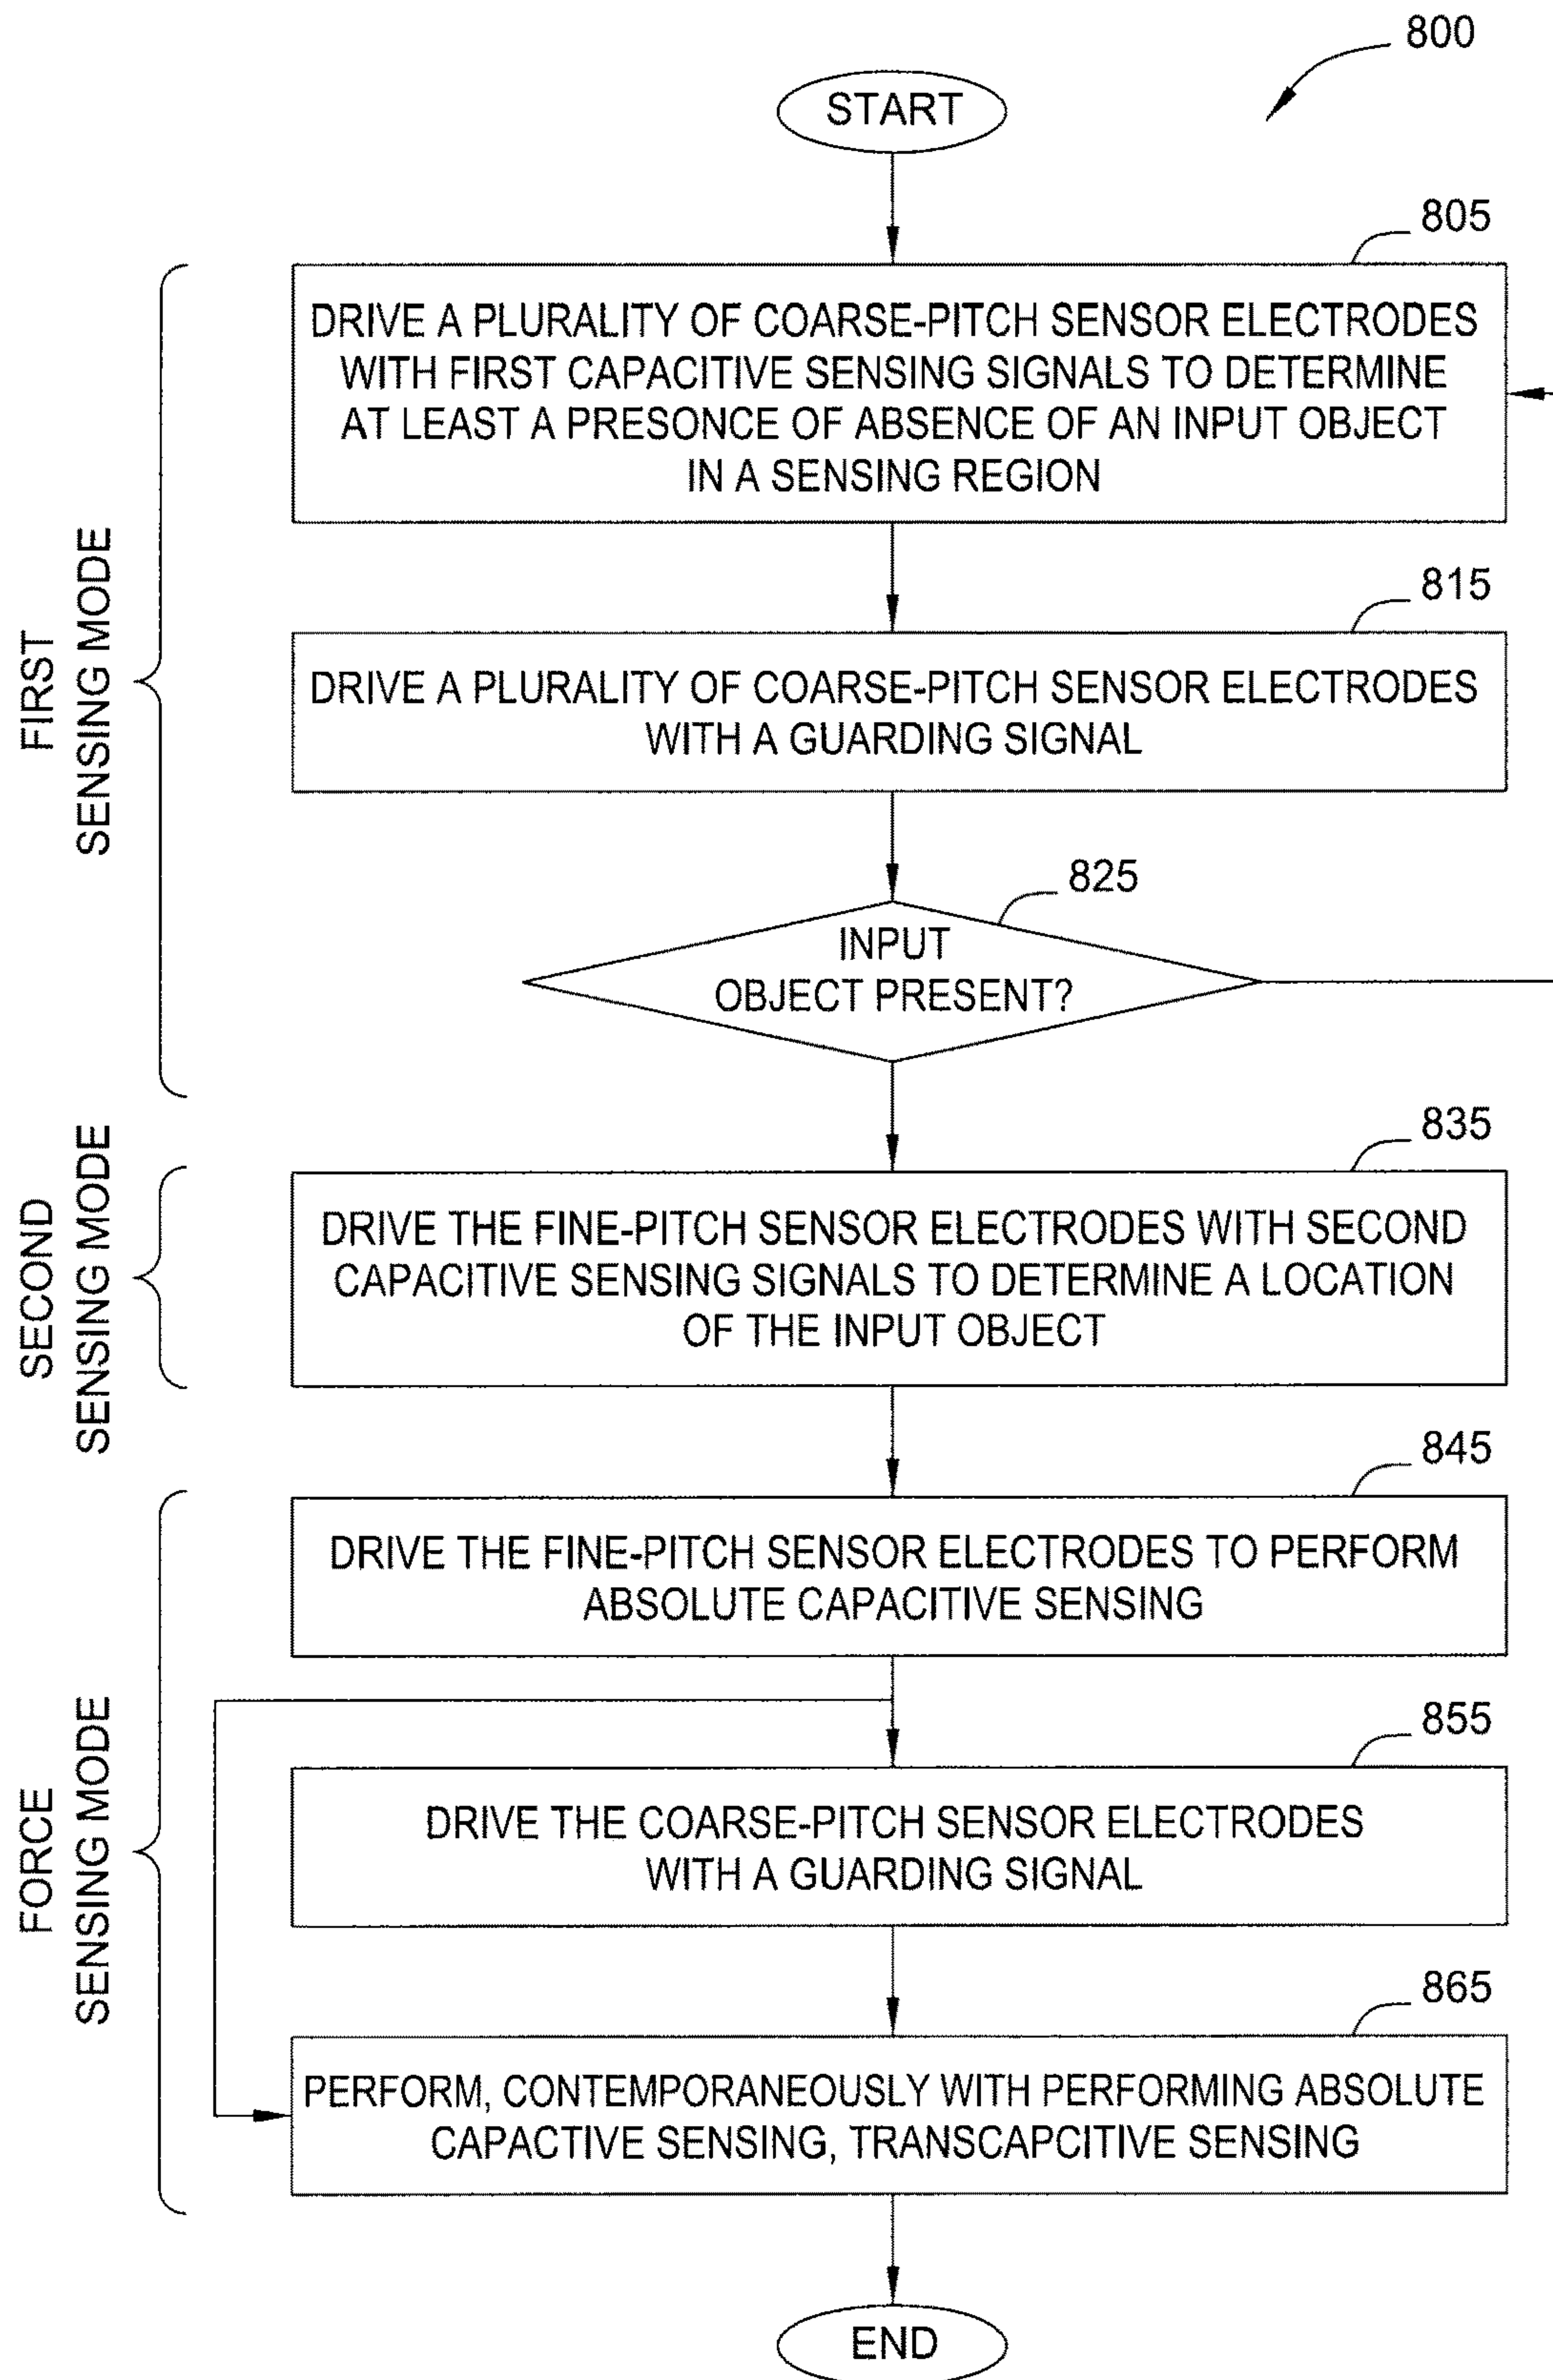 800
START
805
DRIVE A PLURALITY OF COARSE-PITCH SENSOR ELECTRODES
WITH FIRST CAPACITIVE SENSING SIGNALS TO DETERMINE
AT LEAST A PRESONCE OF ABSENCE OF AN INPUT OBJECT
IN A SENSING REGION
815
DRIVE A PLURALITY OF COARSE-PITCH SENSOR ELECTRODES
WITH A GUARDING SIGNAL
FIRST
SENSING MODE
825
INPUT
OBJECT PRESENT?
835
DRIVE THE FINE-PITCH SENSOR ELECTRODES WITH SECOND
CAPACITIVE SENSING SIGNALS TO DETERMINE A LOCATION
OF THE INPUT OBJECT
SECOND
SENSING MODE
845
DRIVE THE FINE-PITCH SENSOR ELECTRODES TO PERFORM
ABSOLUTE CAPACITIVE SENSING
855
DRIVE THE COARSE-PITCH SENSOR ELECTRODES
WITH A GUARDING SIGNAL
FORCE
SENSING MODE
865
PERFORM, CONTEMPORANEOUSLY WITH PERFORMING ABSOLUTE
CAPACTIVE SENSING, TRANSCAPCITIVE SENSING
END